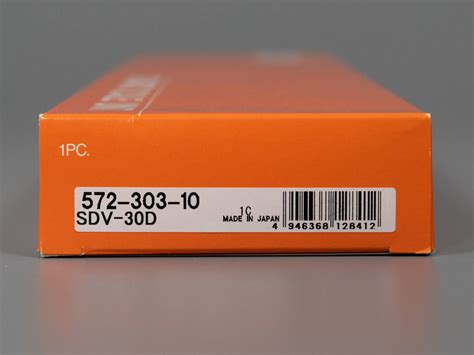 1PC.
572-303-10
SDV-30D
1C
MADE IN JAPAN
4 946368 128412